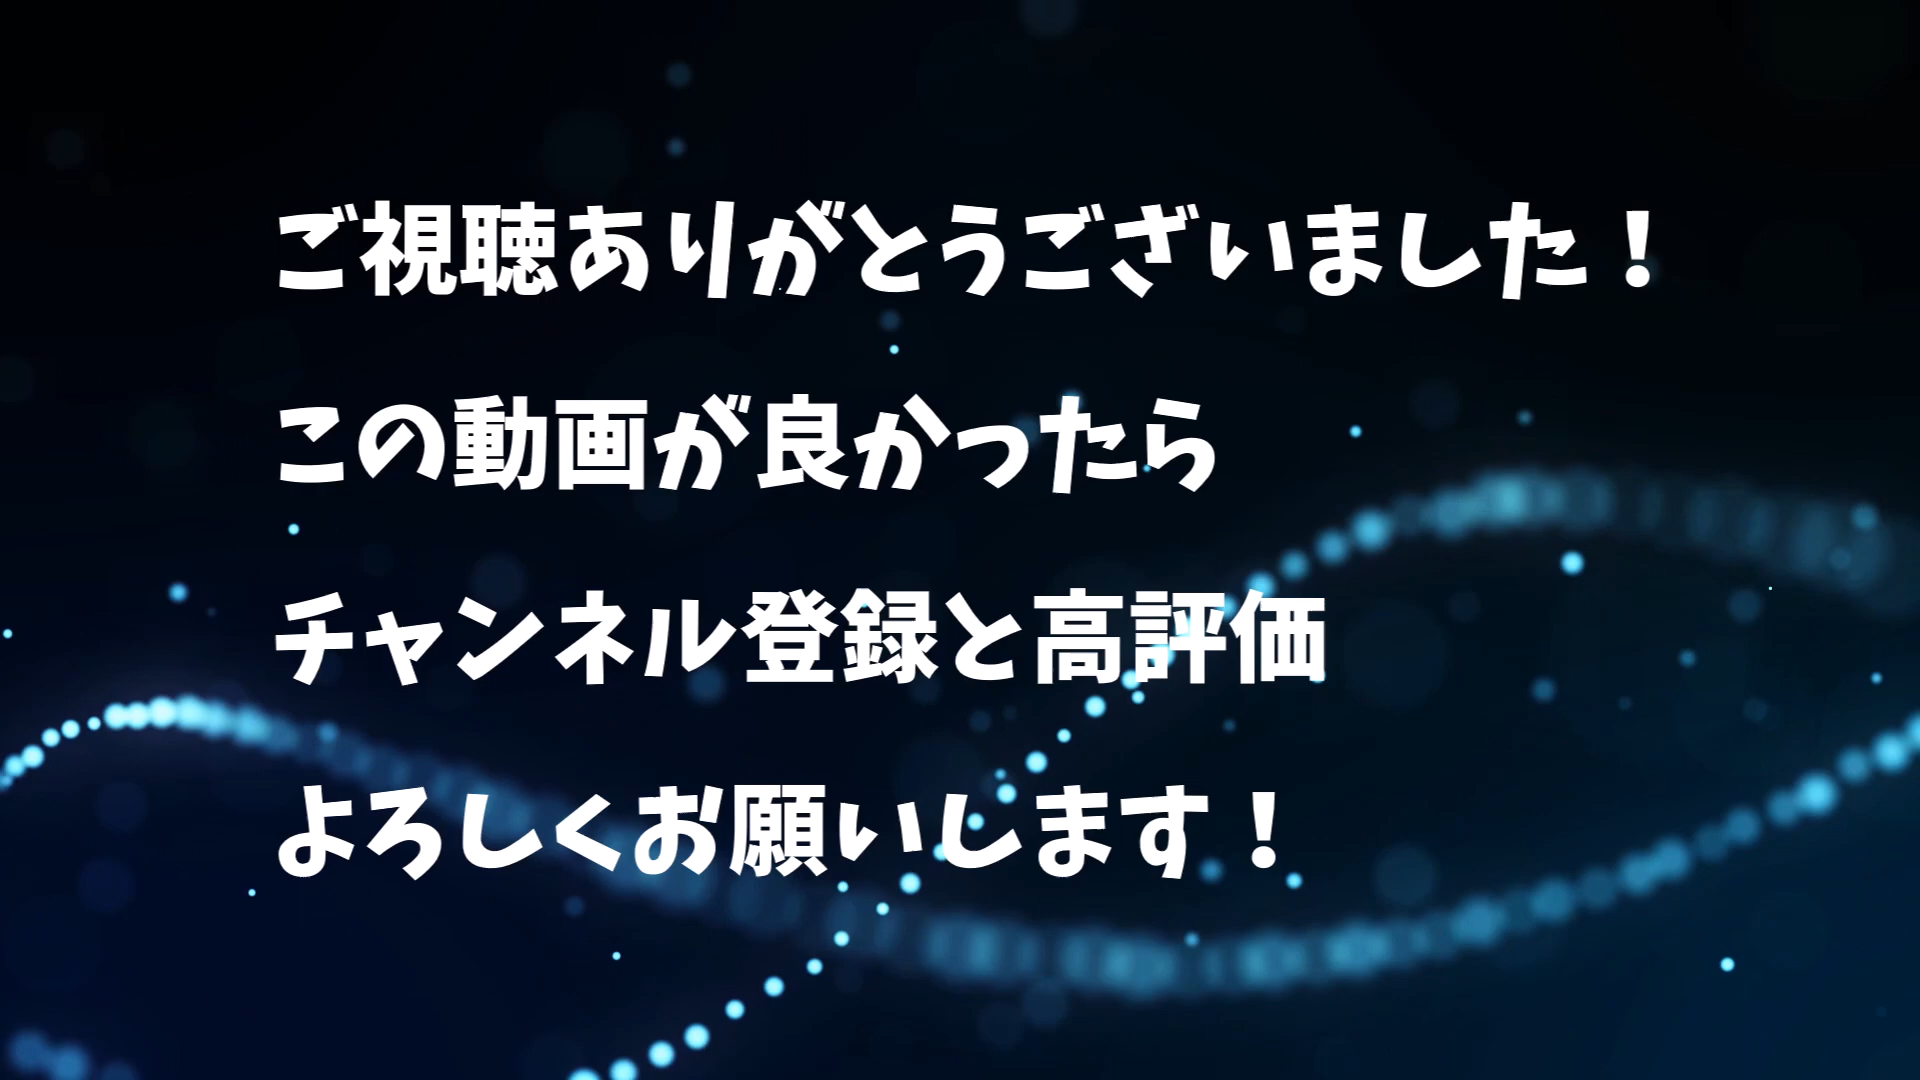 ご視聴ありがとうございました！
この動画が良かったら
チャンネル登録と高評価
よろしくお願いします！